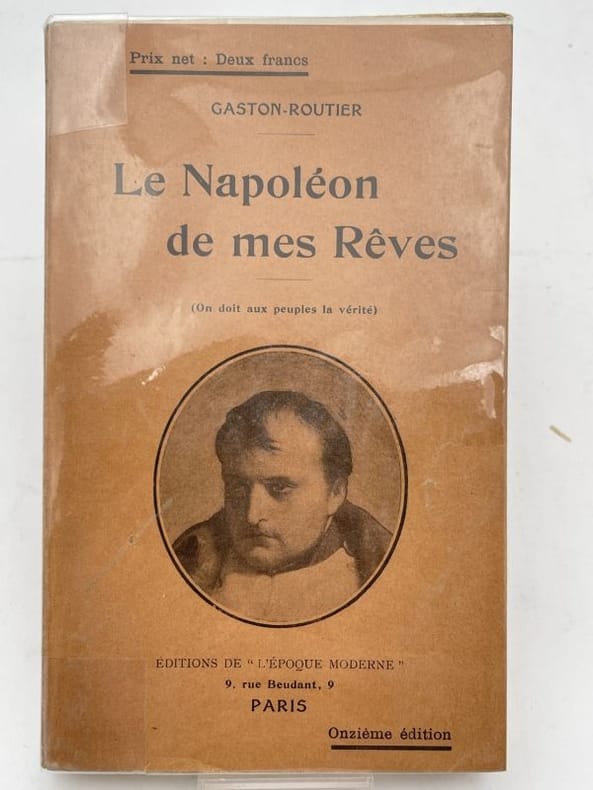 Prix net : Deux francs
GASTON-ROUTIER
Le Napoléon
de mes Rêves
(On doit aux peuples la vérité)
ÉDITIONS DE " L'ÉPOQUE MODERNE "
9, rue Beudant, 9
PARIS
Onzième édition